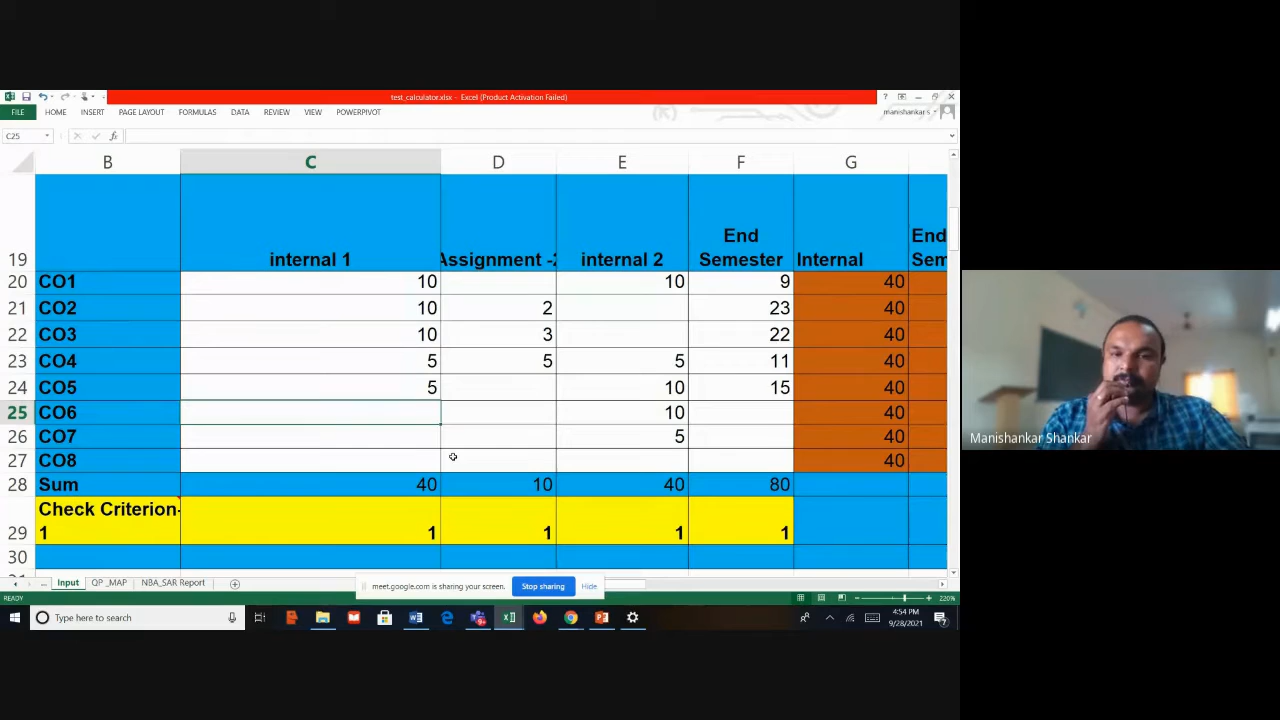 test_calculator.xlsx - Excel (Product Activation Failed)
FILE HOME INSERT PAGE LAYOUT FORMULAS DATA REVIEW VIEW POWERPIVOT manishankar s
C25
B C D E F G
19 internal 1 Assignment -2 internal 2 End Semester Internal End Sem
20 CO1 10 10 9 40
21 CO2 10 2 23 40
22 CO3 10 3 22 40
23 CO4 5 5 5 11 40
24 CO5 5 10 15 40
25 CO6 10 40
26 CO7 5 40
27 CO8 40
28 Sum 40 10 40 80
29 Check Criterion-1 1 1 1 1
30
Input QP _MAP NBA_SAR Report
meet.google.com is sharing your screen. Stop sharing Hide
READY 220%
Type here to search
4:54 PM
9/28/2021
Manishankar Shankar